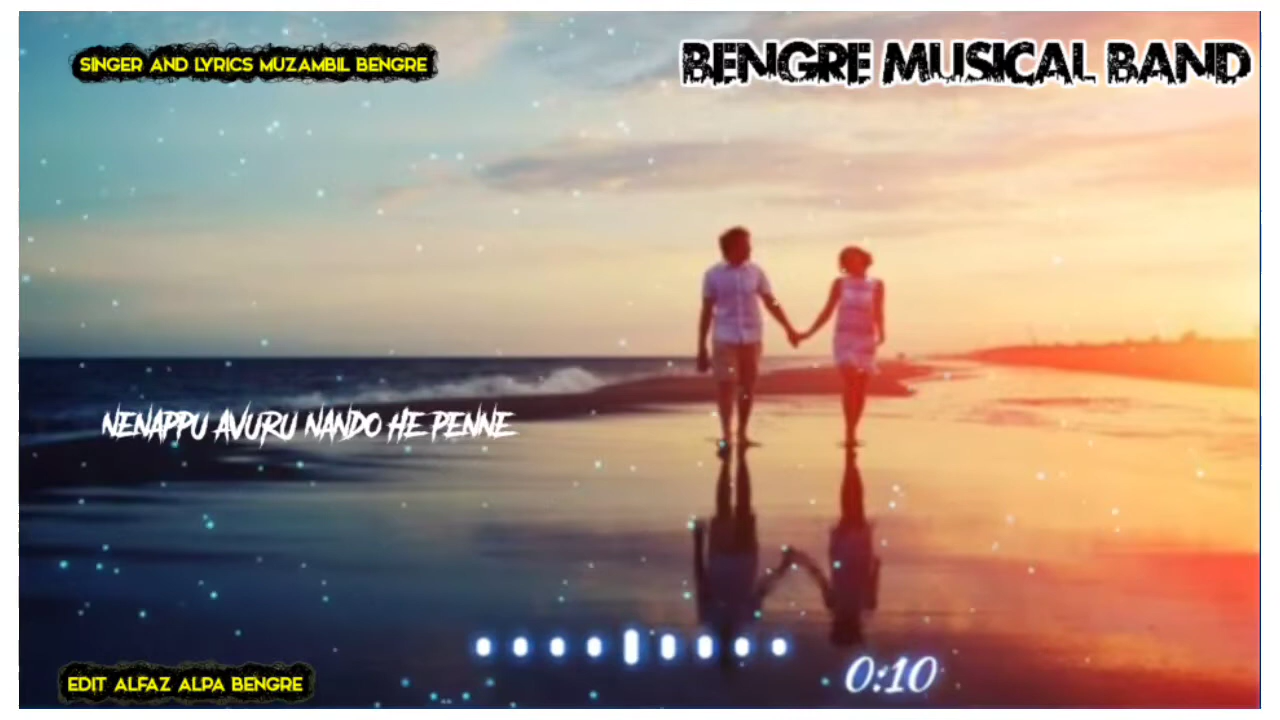 SINGER AND LYRICS MUZAMBIL BENGRE
BENGRE MUSICAL BAND
NENAPPU AVURU NANDO HE PENNE
0:10
EDIT ALFAZ ALPA BENGRE